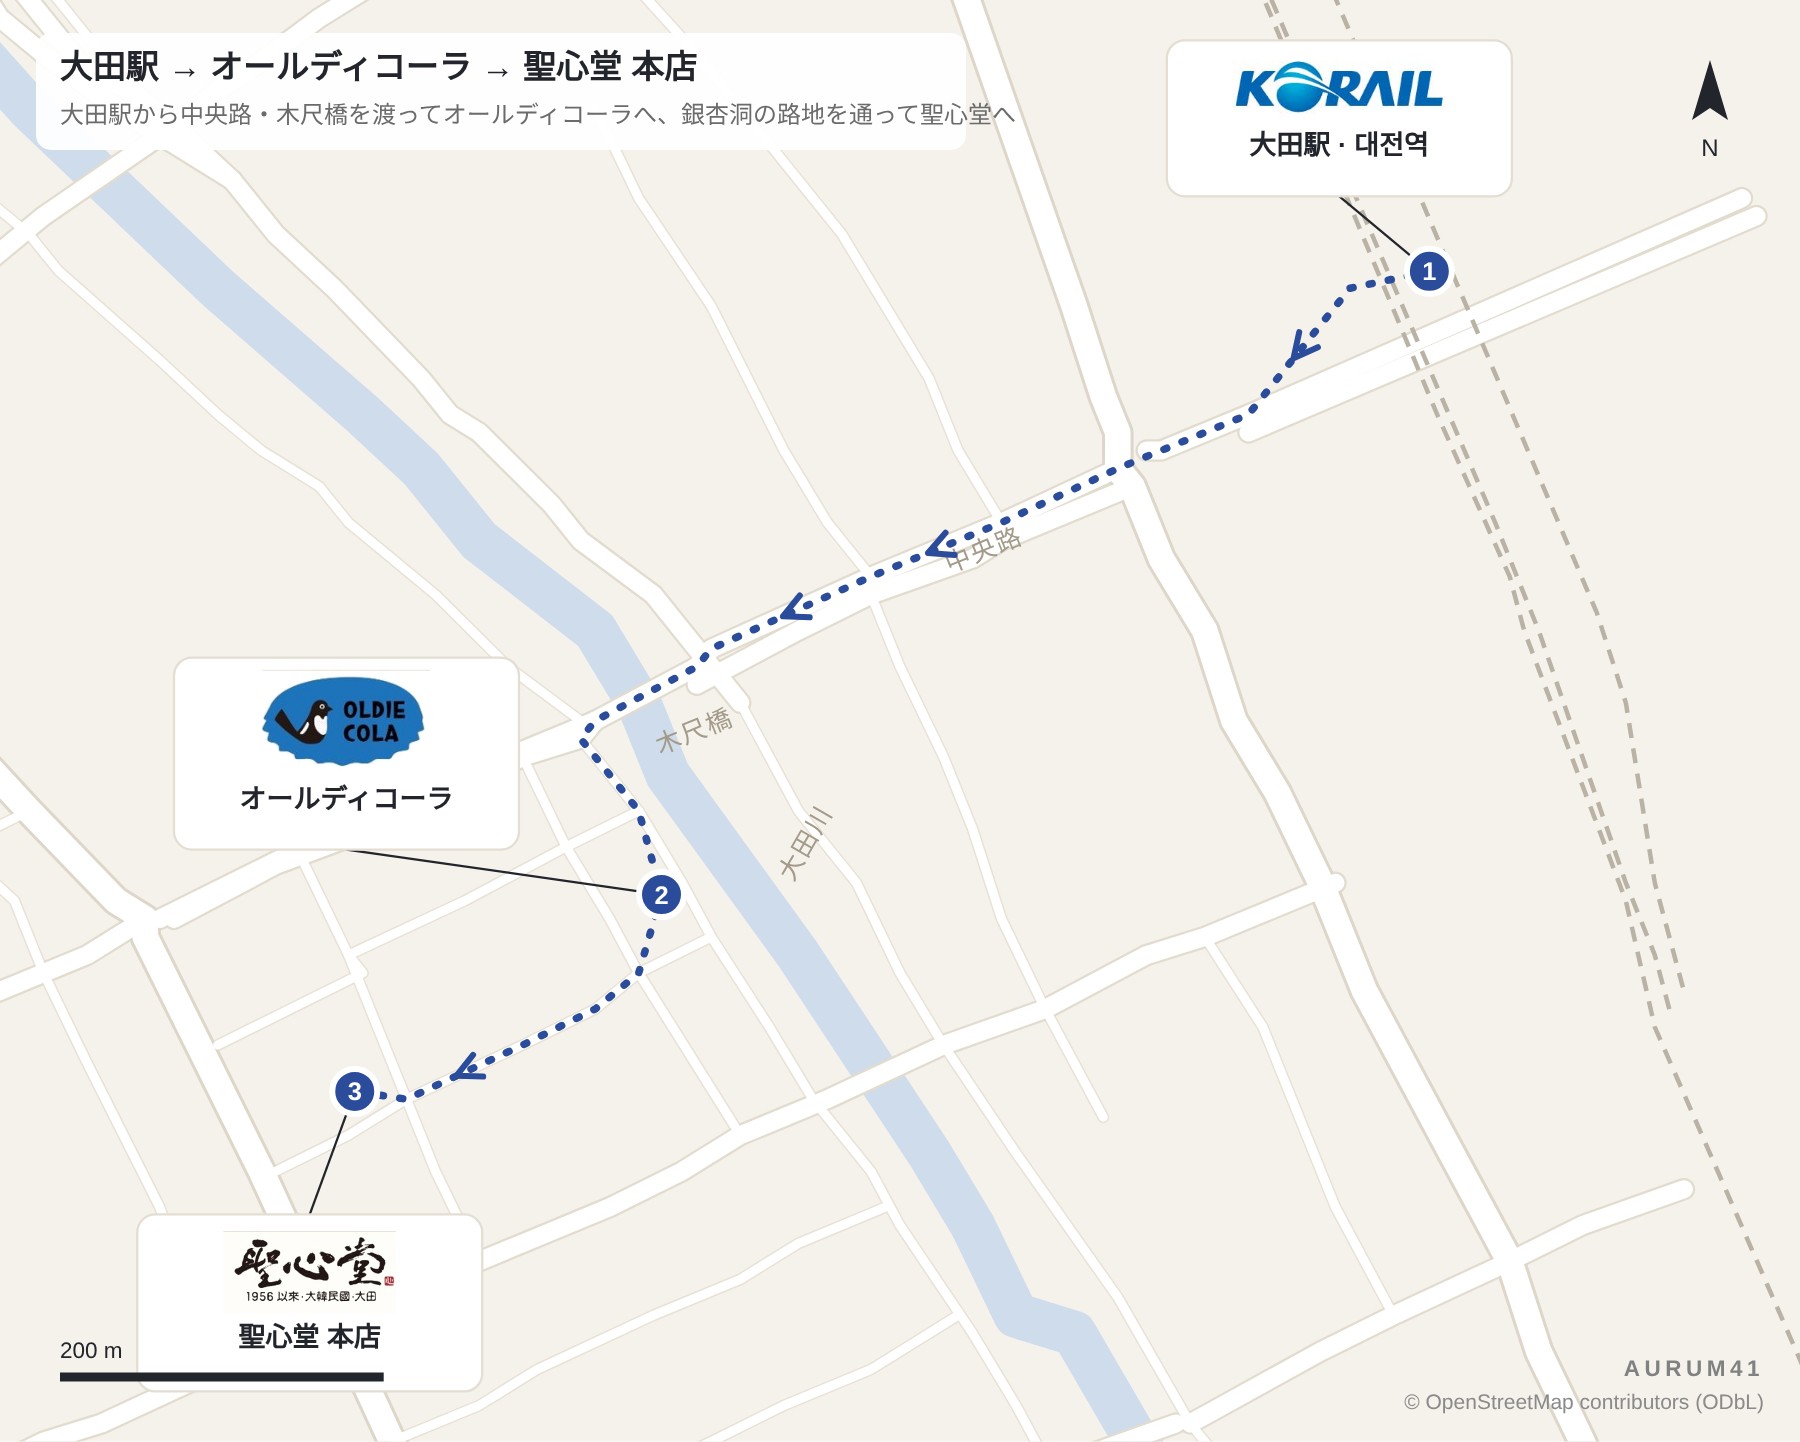 大田駅 → オールディコーラ → 聖心堂 本店
大田駅から中央路・木尺橋を渡ってオールディコーラへ、銀杏洞の路地を通って聖心堂へ
KORAIL
大田駅 · 대전역
N
1
中央路
木尺橋
大田川
OLDIE
COLA
オールディコーラ
2
3
聖心堂
1956 以來·大韓民國·大田
聖心堂 本店
200 m
AURUM41
© OpenStreetMap contributors (ODbL)